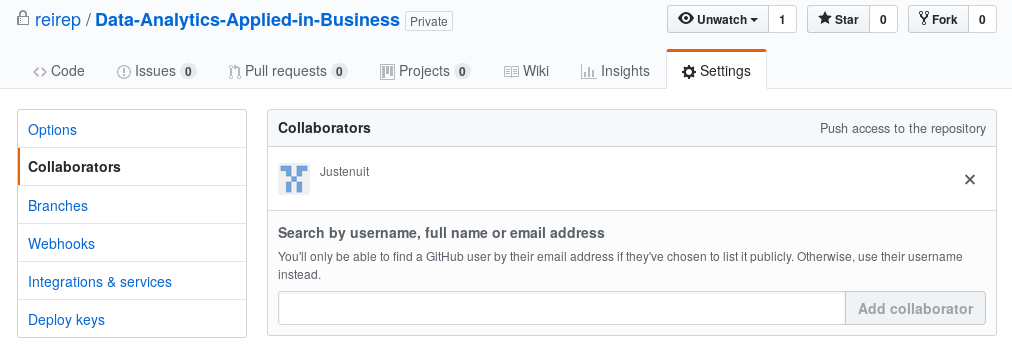 reirep / Data-Analytics-Applied-in-Business Private Unwatch 1 Star 0 Fork 0
Code Issues 0 Pull requests 0 Projects 0 Wiki Insights Settings
Options
Collaborators
Branches
Webhooks
Integrations & services
Deploy keys
Collaborators Push access to the repository
Justenuit
Search by username, full name or email address
You'll only be able to find a GitHub user by their email address if they've chosen to list it publicly. Otherwise, use their username
instead.
Add collaborator